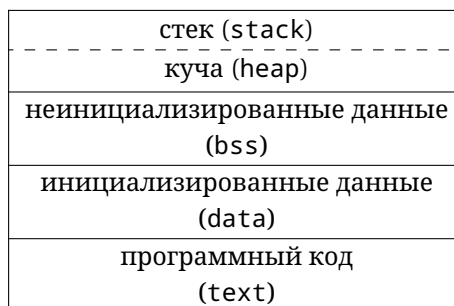 стек (stack)
куча (heap)
неинициализированные данные
(bss)
инициализированные данные
(data)
программный код
(text)